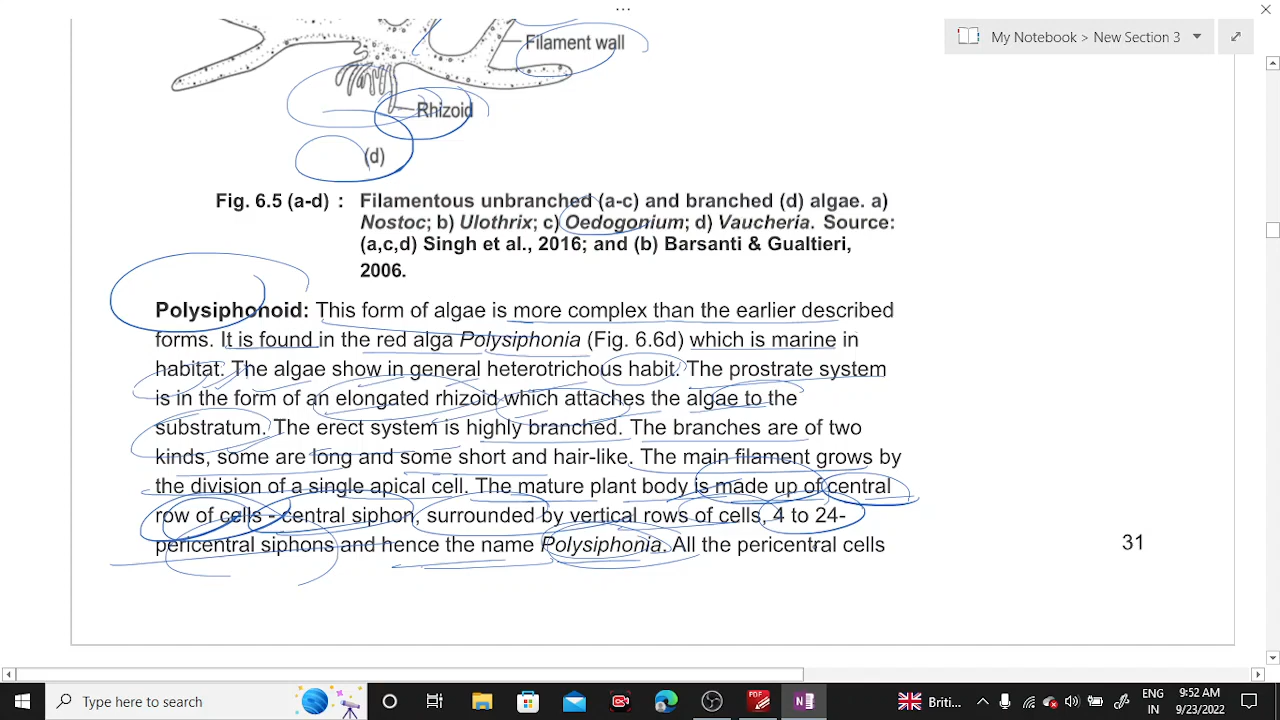 ...
My Notebook > New Section 3
Filament wall
Rhizoid
(d)
Fig. 6.5 (a-d) : Filamentous unbranched (a-c) and branched (d) algae. a)
Nostoc; b) Ulothrix; c) Oedogonium; d) Vaucheria. Source:
(a,c,d) Singh et al., 2016; and (b) Barsanti & Gualtieri,
2006.
Polysiphonoid: This form of algae is more complex than the earlier described
forms. It is found in the red alga Polysiphonia (Fig. 6.6d) which is marine in
habitat. The algae show in general heterotrichous habit. The prostrate system
is in the form of an elongated rhizoid which attaches the algae to the
substratum. The erect system is highly branched. The branches are of two
kinds, some are long and some short and hair-like. The main filament grows by
the division of a single apical cell. The mature plant body is made up of central
row of cells - central siphon, surrounded by vertical rows of cells, 4 to 24-
pericentral siphons and hence the name Polysiphonia. All the pericentral cells
31
Type here to search
PDF
N
Briti...
ENG
IN
9:52 AM
9/23/2022